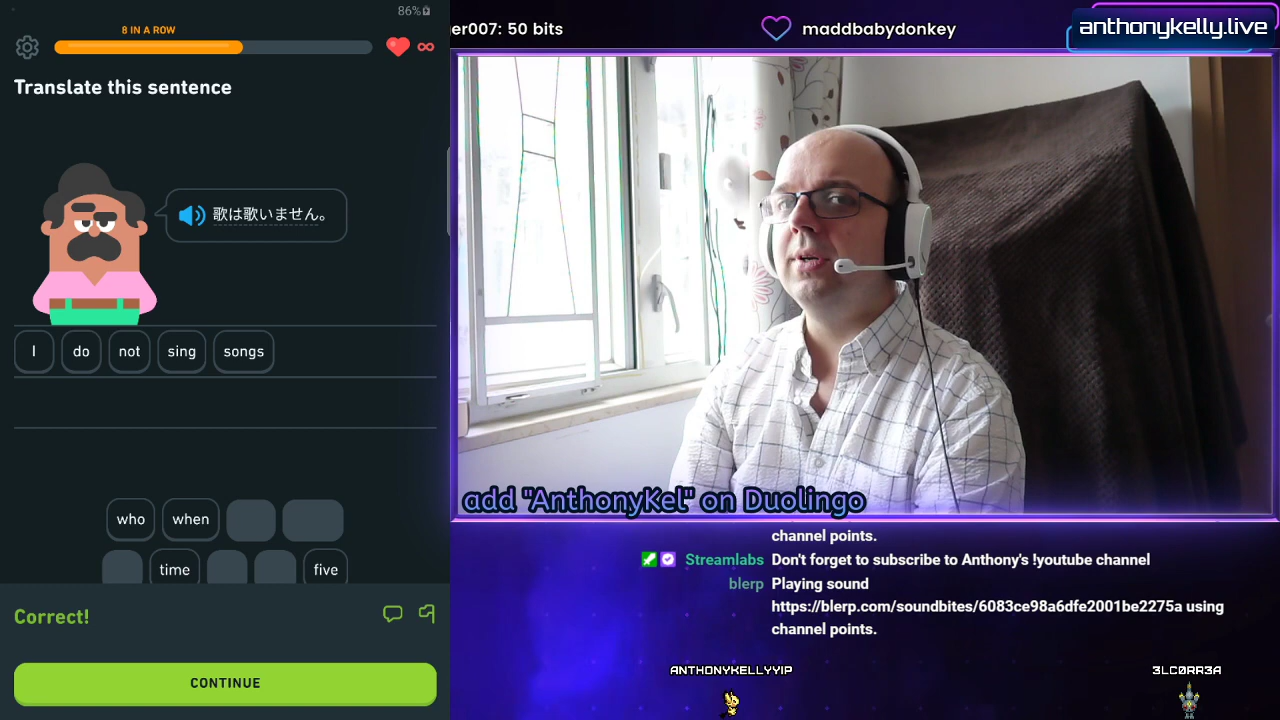 86%
8 IN A ROW
Translate this sentence
歌は歌いません。
I do not sing songs
who when
time five
Correct!
CONTINUE
er007: 50 bits
maddbabydonkey
anthonykelly.live
add "AnthonyKel" on Duolingo
channel points.
Streamlabs Don't forget to subscribe to Anthony's !youtube channel
blerp Playing sound
https://blerp.com/soundbites/6083ce98a6dfe2001be2275a using
channel points.
ANTHONYKELLYYIP
3LC0RR3A